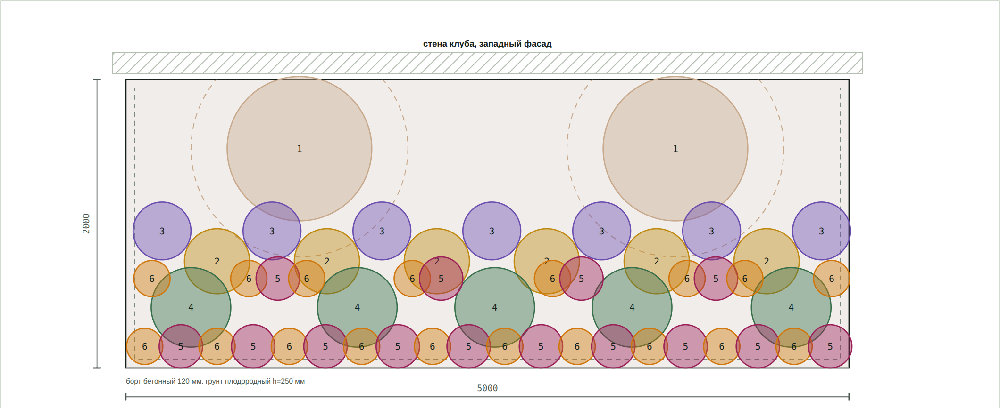 стена клуба, западный фасад
1 1
2000
3 3 3 3 3 3 3
2 2 2 2 2 2
6 6 5 6 6 5 6 5 6 5 6 6
4 4 4 4 4
6 5 6 5 6 5 6 5 6 5 6 5 6 5 6 5 6 5 6 5
борт бетонный 120 мм, грунт плодородный h=250 мм
5000